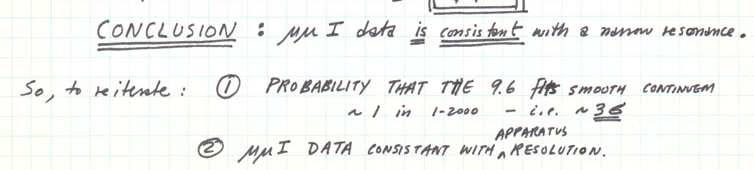 CONCLUSION : μμ I data is consistent with a narrow resonance.
So, to reiterate : ① PROBABILITY THAT THE 9.6 fits SMOOTH CONTINUUM
~ 1 in 1-2000 - i.e. ~ 3σ
APPARATUS
② μμ I DATA CONSISTANT WITH ^ RESOLUTION.